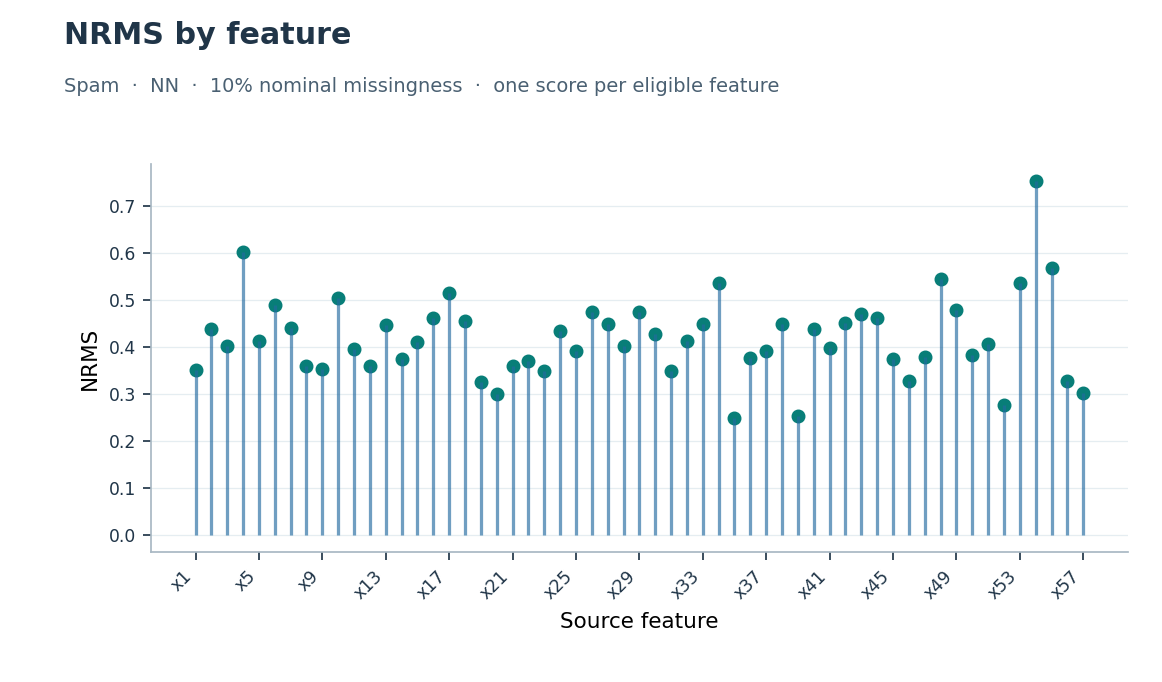 NRMS by feature
Spam · NN · 10% nominal missingness · one score per eligible feature
0.7
0.6
0.5
0.4
0.3
0.2
0.1
0.0
NRMS
x1 x5 x9 x13 x17 x21 x25 x29 x33 x37 x41 x45 x49 x53 x57
Source feature